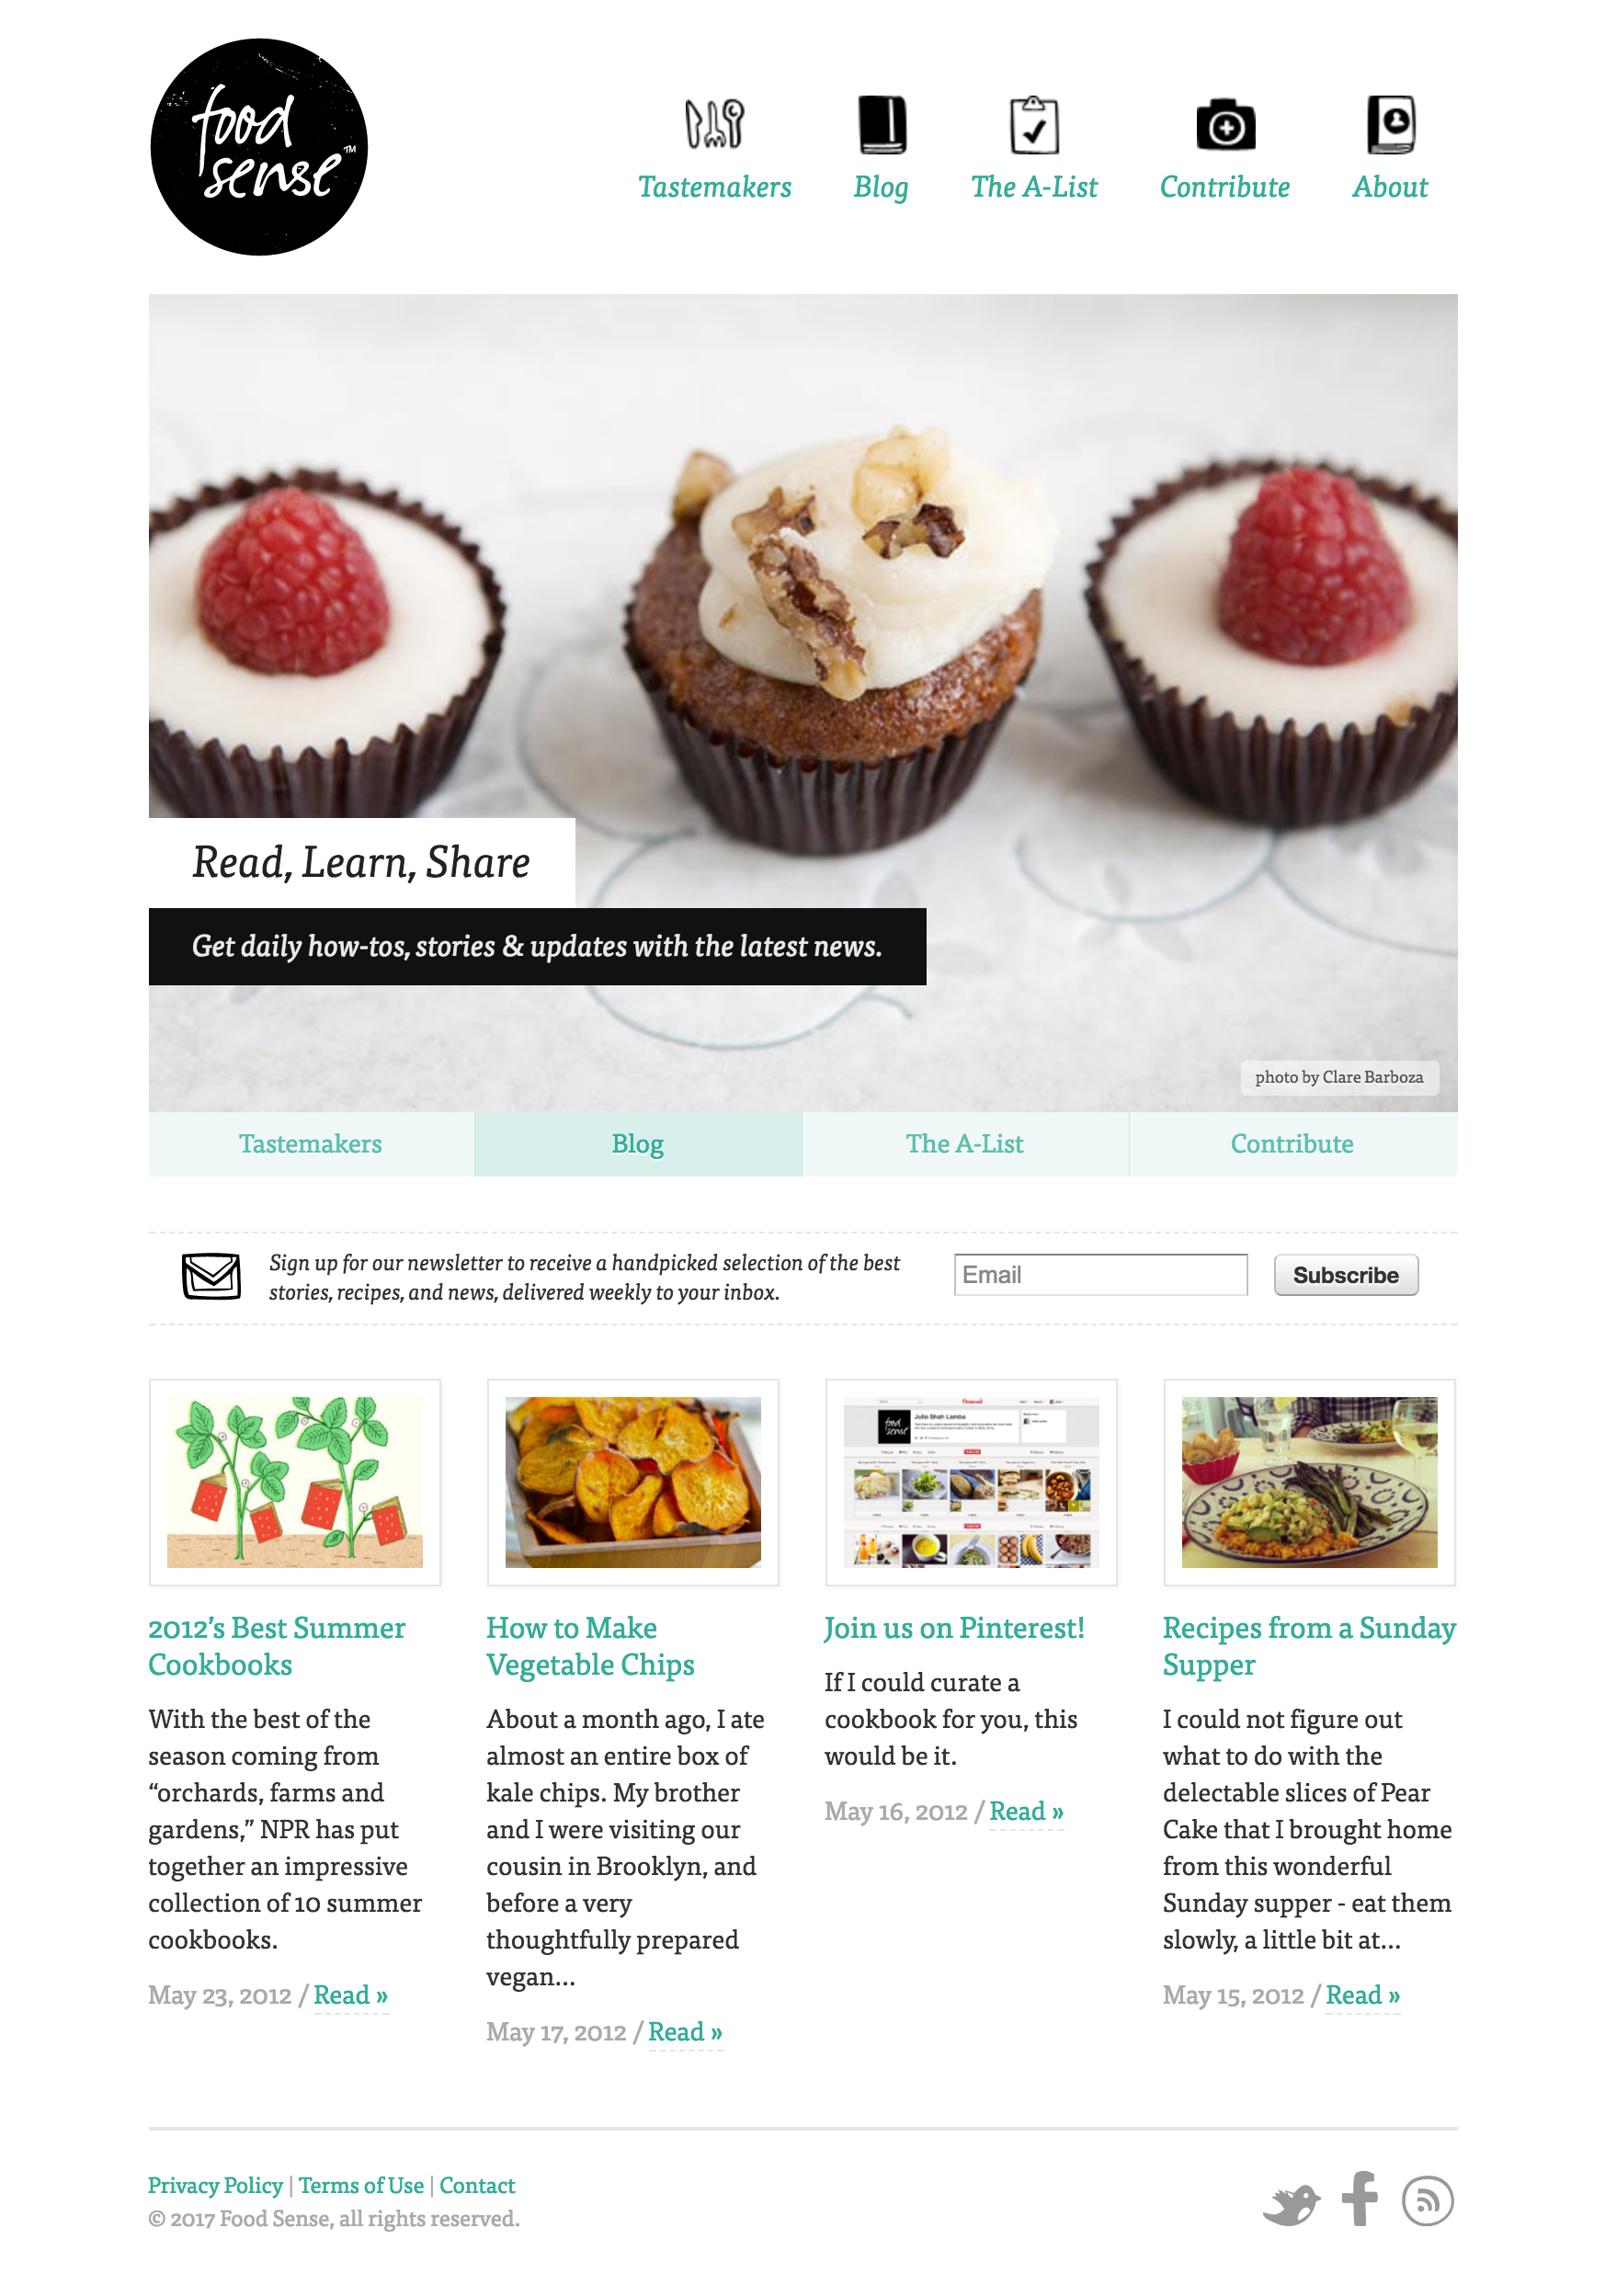 food
sense™
Tastemakers
Blog
The A-List
Contribute
About
Read, Learn, Share
Get daily how-tos, stories & updates with the latest news.
photo by Clare Barboza
Tastemakers
Blog
The A-List
Contribute
Sign up for our newsletter to receive a handpicked selection of the best
stories, recipes, and news, delivered weekly to your inbox.
Email
Subscribe
food
sense
Julie Shah Lamba
2012’s Best Summer
Cookbooks
With the best of the
season coming from
“orchards, farms and
gardens,” NPR has put
together an impressive
collection of 10 summer
cookbooks.
May 23, 2012 / Read »
How to Make
Vegetable Chips
About a month ago, I ate
almost an entire box of
kale chips. My brother
and I were visiting our
cousin in Brooklyn, and
before a very
thoughtfully prepared
vegan...
May 17, 2012 / Read »
Join us on Pinterest!
If I could curate a
cookbook for you, this
would be it.
May 16, 2012 / Read »
Recipes from a Sunday
Supper
I could not figure out
what to do with the
delectable slices of Pear
Cake that I brought home
from this wonderful
Sunday supper - eat them
slowly, a little bit at...
May 15, 2012 / Read »
Privacy Policy | Terms of Use | Contact
© 2017 Food Sense, all rights reserved.